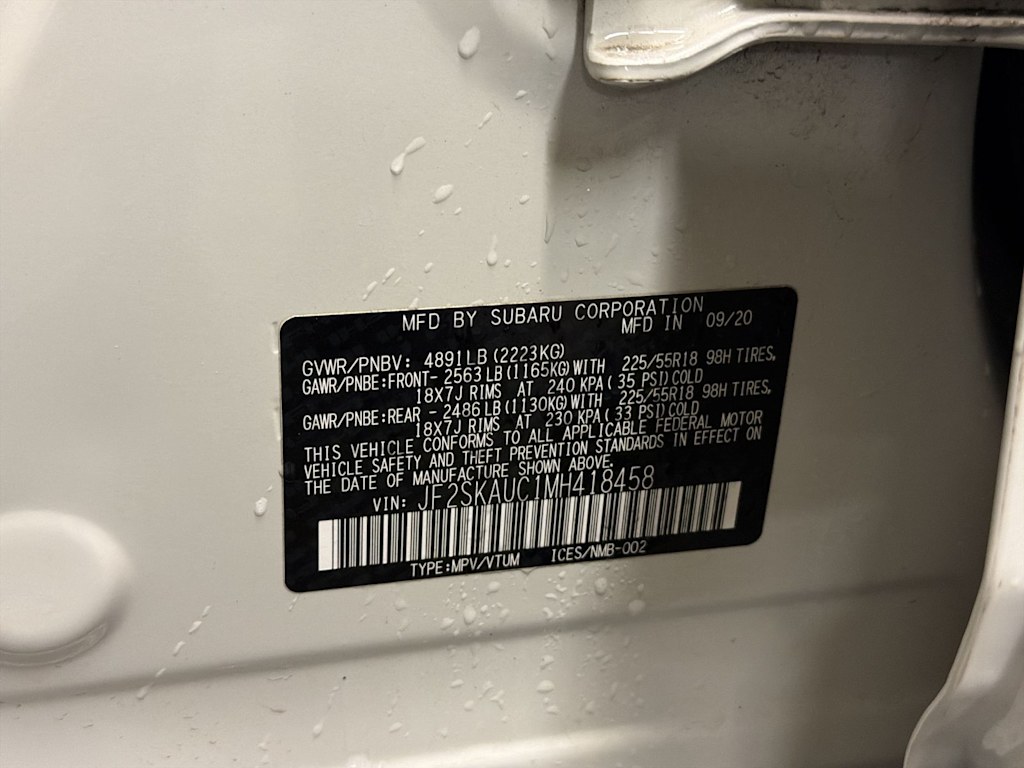 MFD BY SUBARU CORPORATION
MFD IN 09/20
GVWR/PNBV: 4891LB(2223KG)
GAWR/PNBE:FRONT- 2563LB(1165KG)WITH 225/55R18 98H TIRES,
18X7J RIMS AT 240 KPA( 35 PSI)COLD
GAWR/PNBE:REAR - 2486LB(1130KG)WITH 225/55R18 98H TIRES,
18X7J RIMS AT 230 KPA( 33 PSI)COLD
THIS VEHICLE CONFORMS TO ALL APPLICABLE FEDERAL MOTOR
VEHICLE SAFETY AND THEFT PREVENTION STANDARDS IN EFFECT ON
THE DATE OF MANUFACTURE SHOWN ABOVE.
VIN: JF2SKAUC1MH418458
TYPE:MPV/VTUM ICES/NMB-002